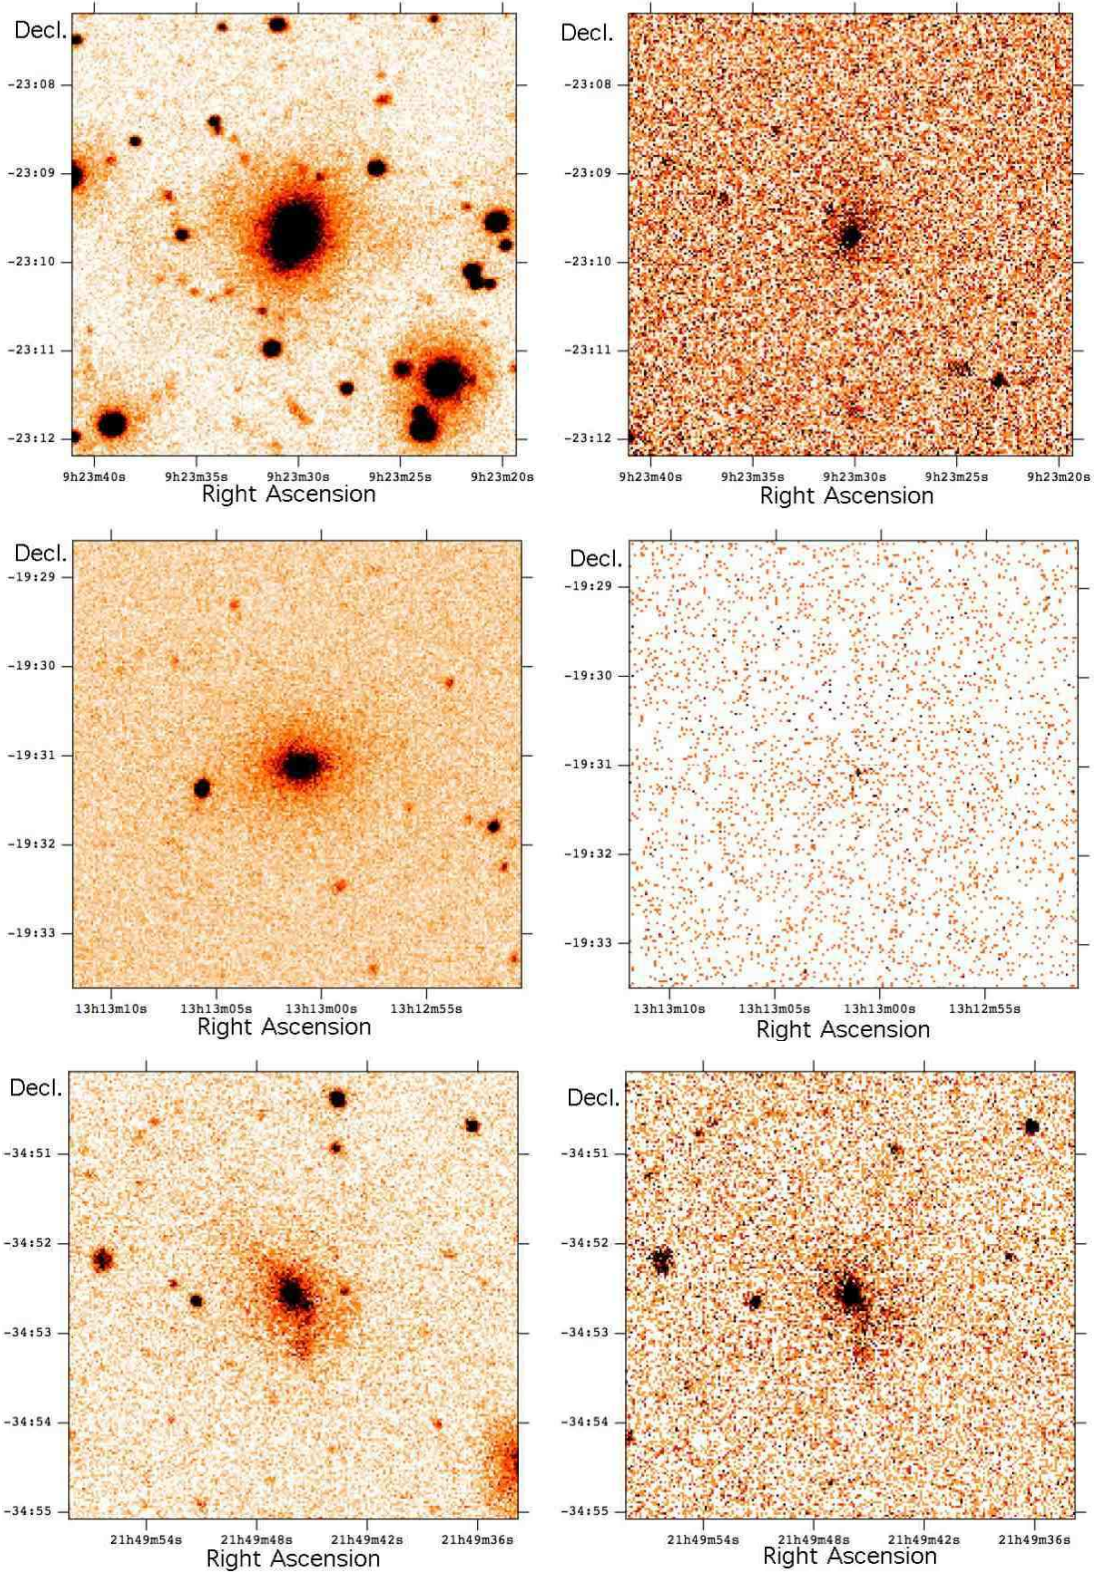 Decl.
-23:08
-23:09
-23:10
-23:11
-23:12
9h23m40s 9h23m35s 9h23m30s 9h23m25s 9h23m20s
Right Ascension
Decl.
-23:08
-23:09
-23:10
-23:11
-23:12
9h23m40s 9h23m35s 9h23m30s 9h23m25s 9h23m20s
Right Ascension
Decl.
-19:29
-19:30
-19:31
-19:32
-19:33
13h13m10s 13h13m05s 13h13m00s 13h12m55s
Right Ascension
Decl.
-19:29
-19:30
-19:31
-19:32
-19:33
13h13m10s 13h13m05s 13h13m00s 13h12m55s
Right Ascension
Decl.
-34:51
-34:52
-34:53
-34:54
-34:55
21h49m54s 21h49m48s 21h49m42s 21h49m36s
Right Ascension
Decl.
-34:51
-34:52
-34:53
-34:54
-34:55
21h49m54s 21h49m48s 21h49m42s 21h49m36s
Right Ascension